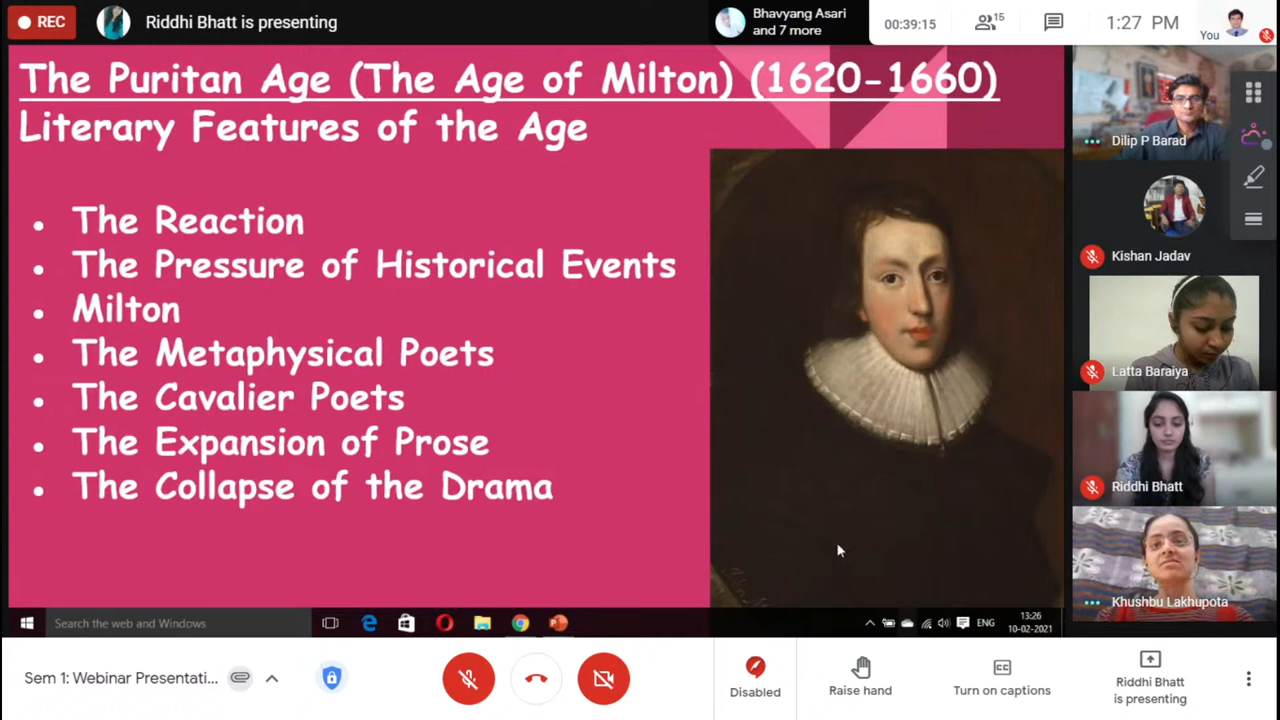 REC
Riddhi Bhatt is presenting
Bhavyang Asari
and 7 more
00:39:15
15
1:27 PM
You
The Puritan Age (The Age of Milton) (1620-1660)
Literary Features of the Age
• The Reaction
• The Pressure of Historical Events
• Milton
• The Metaphysical Poets
• The Cavalier Poets
• The Expansion of Prose
• The Collapse of the Drama
Dilip P Barad
Kishan Jadav
Latta Baraiya
Riddhi Bhatt
Khushbu Lakhupota
Search the web and Windows
ENG
13:26
10-02-2021
Sem 1: Webinar Presentati...
Disabled
Raise hand
Turn on captions
Riddhi Bhatt
is presenting